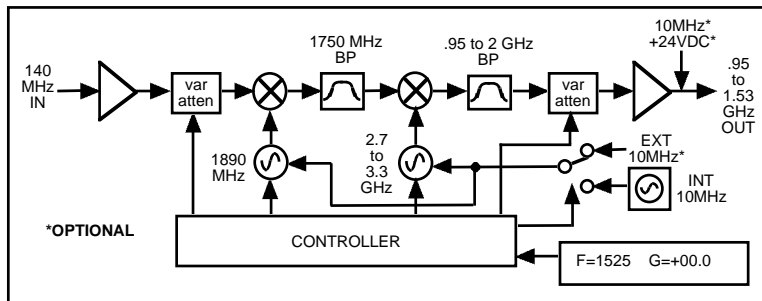 140
MHz
IN
var
atten
1750 MHz
BP
.95 to 2 GHz
BP
var
atten
10MHz*
+24VDC*
.95
to
1.53
GHz
OUT
1890
MHz
2.7
to
3.3
GHz
EXT
10MHz*
INT
10MHz
*OPTIONAL
CONTROLLER
F=1525 G=+00.0